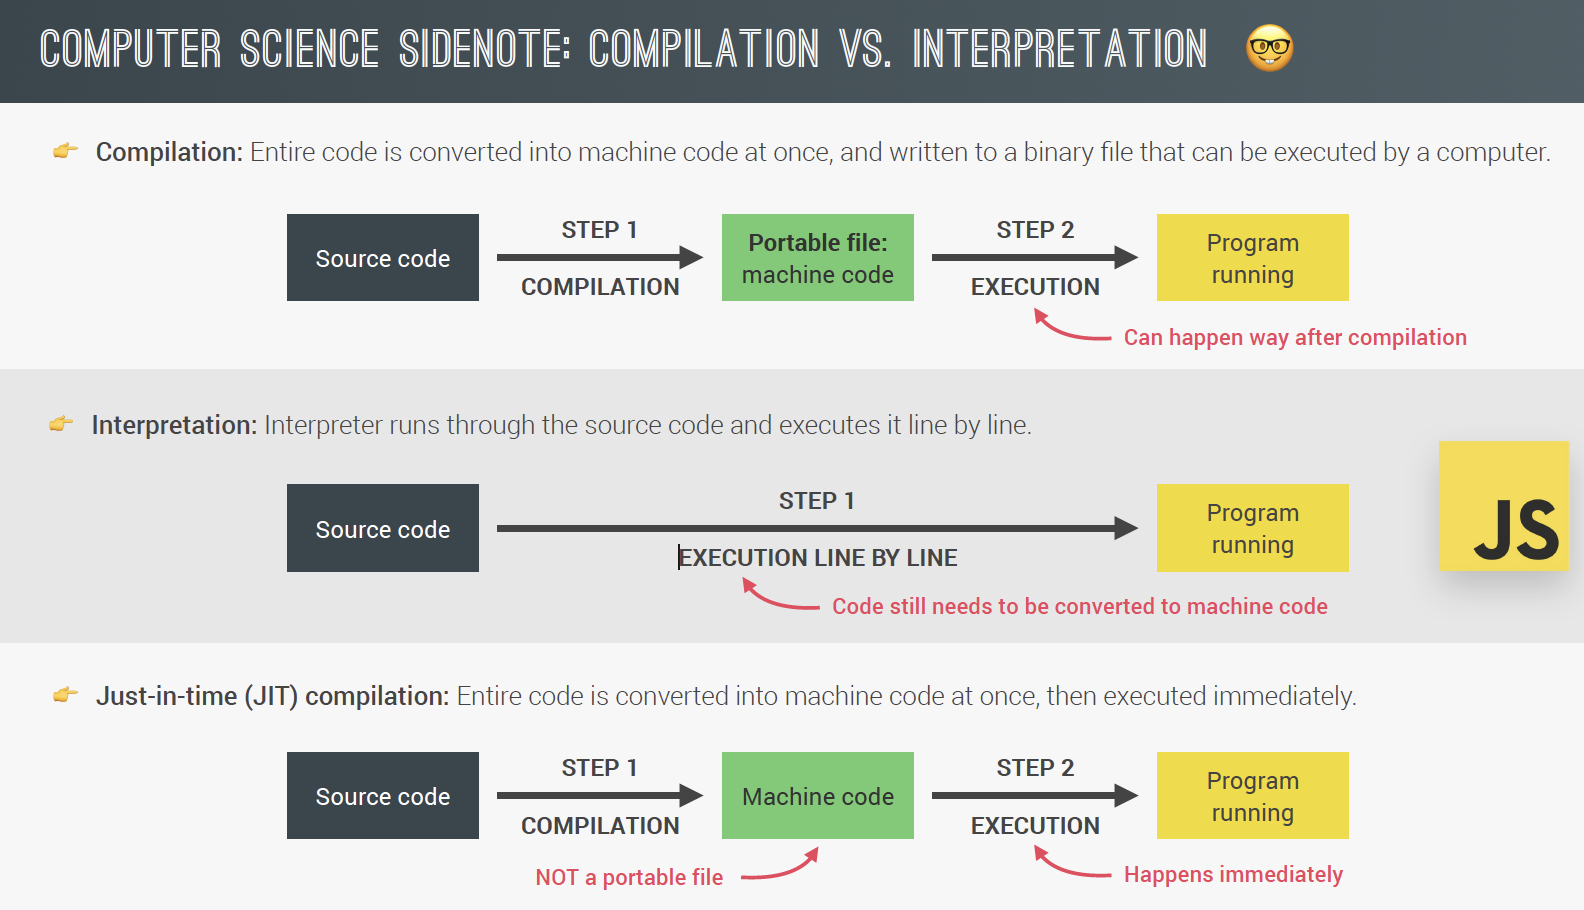 COMPUTER SCIENCE SIDENOTE: COMPILATION VS. INTERPRETATION
Compilation: Entire code is converted into machine code at once, and written to a binary file that can be executed by a computer.
Source code
STEP 1
COMPILATION
Portable file:
machine code
STEP 2
EXECUTION
Program
running
Can happen way after compilation
Interpretation: Interpreter runs through the source code and executes it line by line.
Source code
STEP 1
EXECUTION LINE BY LINE
Program
running
Code still needs to be converted to machine code
JS
Just-in-time (JIT) compilation: Entire code is converted into machine code at once, then executed immediately.
Source code
STEP 1
COMPILATION
Machine code
STEP 2
EXECUTION
Program
running
NOT a portable file
Happens immediately